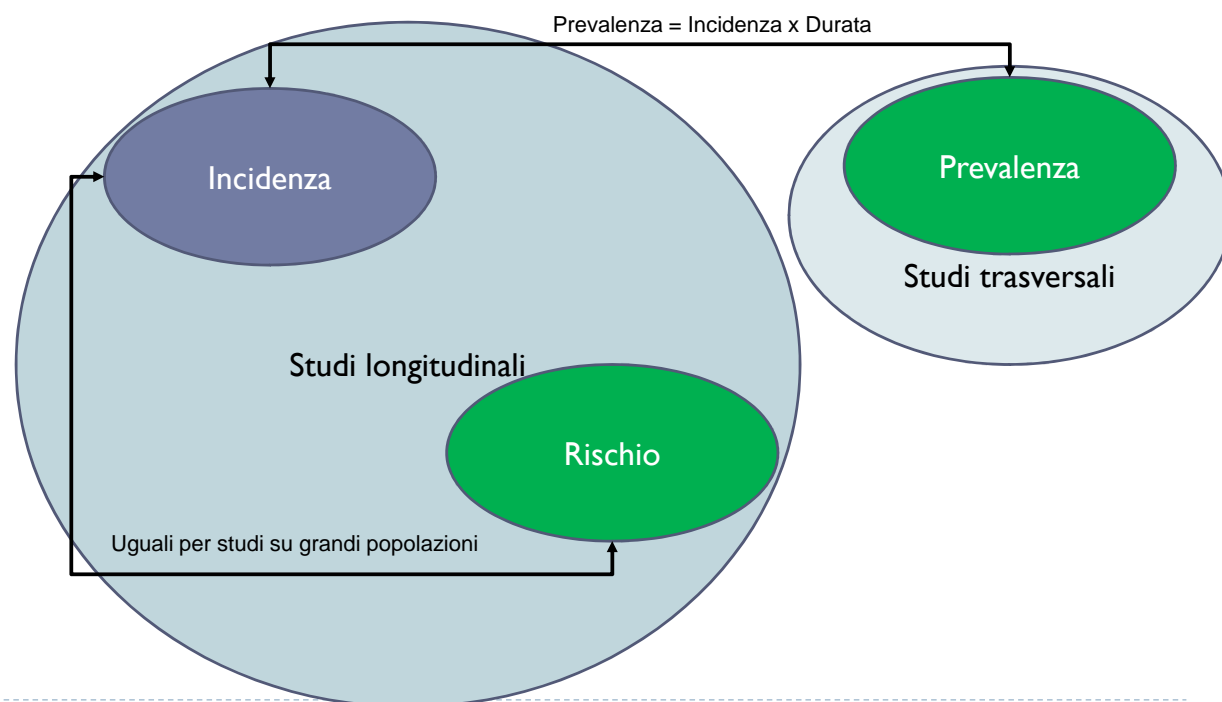 Prevalenza = Incidenza x Durata
Incidenza
Prevalenza
Studi trasversali
Studi longitudinali
Rischio
Uguali per studi su grandi popolazioni